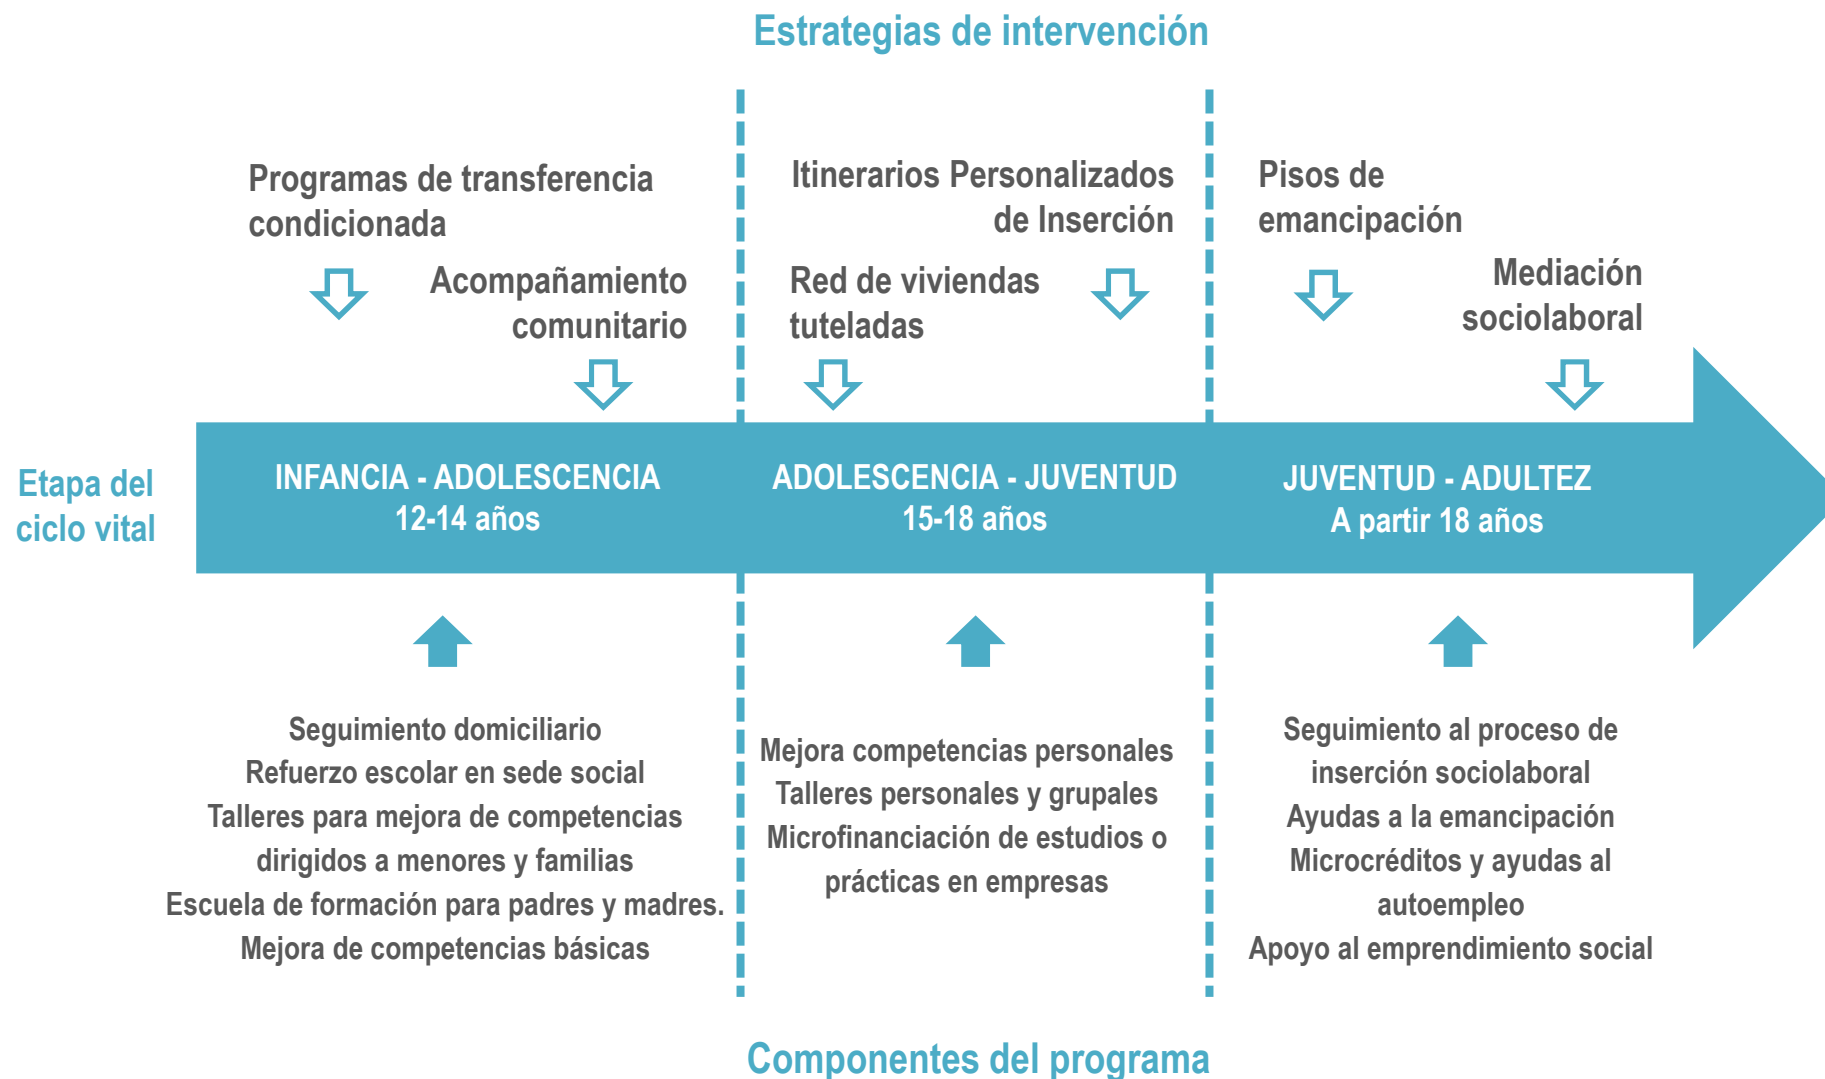 Estrategias de intervención
Programas de transferencia
condicionada
Acompañamiento
comunitario
Itinerarios Personalizados
de Inserción
Red de viviendas
tuteladas
Pisos de
emancipación
Mediación
sociolaboral
Etapa del
ciclo vital
INFANCIA - ADOLESCENCIA
12-14 años
ADOLESCENCIA - JUVENTUD
15-18 años
JUVENTUD - ADULTEZ
A partir 18 años
Seguimiento domiciliario
Refuerzo escolar en sede social
Talleres para mejora de competencias
dirigidos a menores y familias
Escuela de formación para padres y madres.
Mejora de competencias básicas
Mejora competencias personales
Talleres personales y grupales
Microfinanciación de estudios o
prácticas en empresas
Seguimiento al proceso de
inserción sociolaboral
Ayudas a la emancipación
Microcréditos y ayudas al
autoempleo
Apoyo al emprendimiento social
Componentes del programa